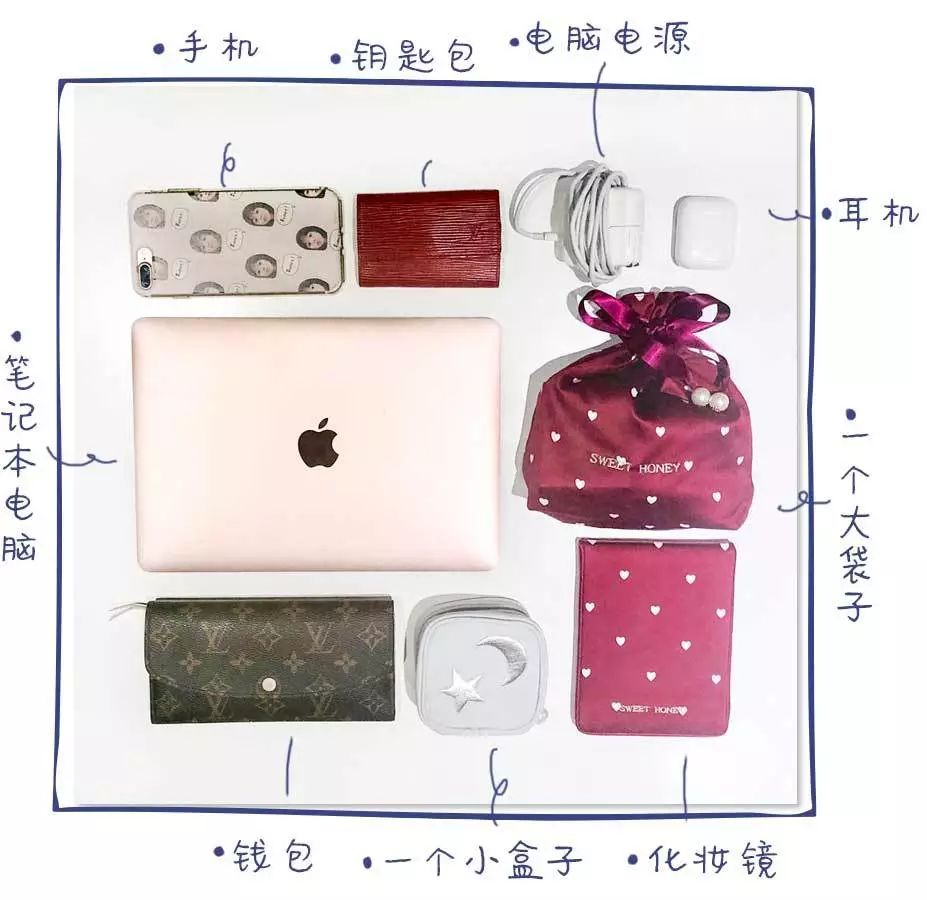 •手机
•钥匙包
•电脑电源
•耳机
•笔记本电脑
•一个大袋子
SWEET HONEY
LV
SWEET HONEY
•钱包
•一个小盒子
•化妆镜